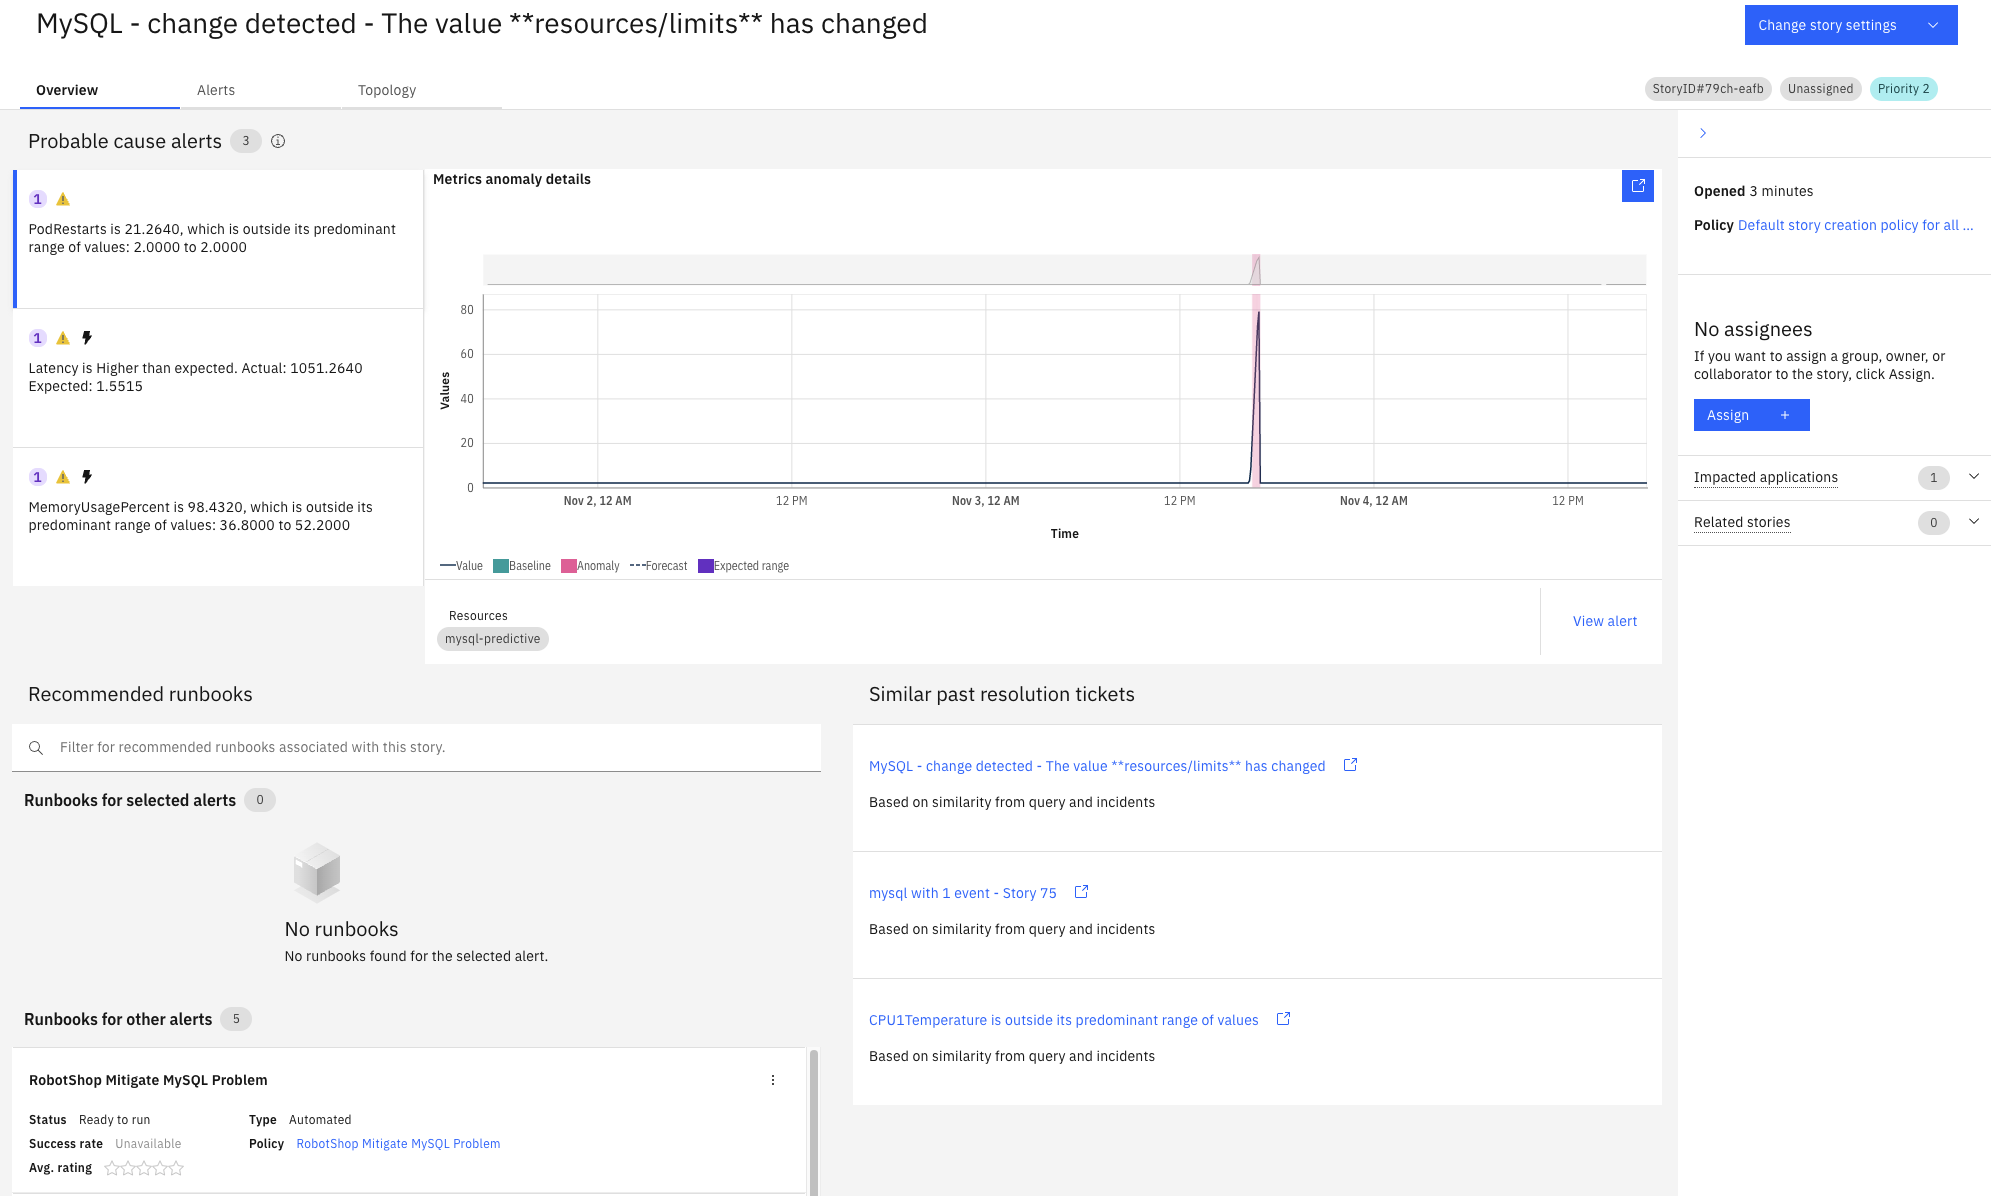 MySQL - change detected - The value **resources/limits** has changed
Change story settings
Overview
Alerts
Topology
StoryID#79ch-eafb
Unassigned
Priority 2
Probable cause alerts
3
1
PodRestarts is 21.2640, which is outside its predominant
range of values: 2.0000 to 2.0000
1
Latency is Higher than expected. Actual: 1051.2640
Expected: 1.5515
1
MemoryUsagePercent is 98.4320, which is outside its
predominant range of values: 36.8000 to 52.2000
Metrics anomaly details
80
60
40
20
0
Values
Nov 2, 12 AM
12 PM
Nov 3, 12 AM
12 PM
Nov 4, 12 AM
12 PM
Time
Value
Baseline
Anomaly
Forecast
Expected range
Resources
mysql-predictive
View alert
Opened 3 minutes
Policy Default story creation policy for all ...
No assignees
If you want to assign a group, owner, or
collaborator to the story, click Assign.
Assign +
Impacted applications
1
Related stories
0
Recommended runbooks
Filter for recommended runbooks associated with this story.
Runbooks for selected alerts
0
No runbooks
No runbooks found for the selected alert.
Runbooks for other alerts
5
RobotShop Mitigate MySQL Problem
Status Ready to run
Type Automated
Success rate Unavailable
Policy RobotShop Mitigate MySQL Problem
Avg. rating
Similar past resolution tickets
MySQL - change detected - The value **resources/limits** has changed
Based on similarity from query and incidents
mysql with 1 event - Story 75
Based on similarity from query and incidents
CPU1Temperature is outside its predominant range of values
Based on similarity from query and incidents